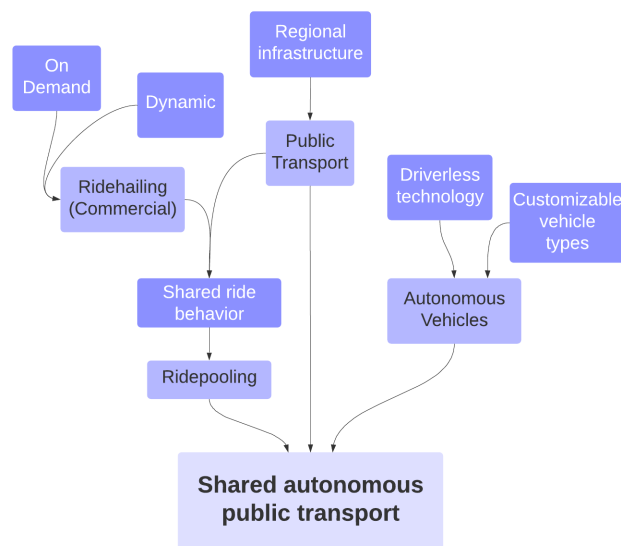 Regional
infrastructure
On
Demand
Dynamic
Public
Transport
Driverless
technology
Ridehailing
(Commercial)
Customizable
vehicle
types
Shared ride
behavior
Autonomous
Vehicles
Ridepooling
Shared autonomous
public transport